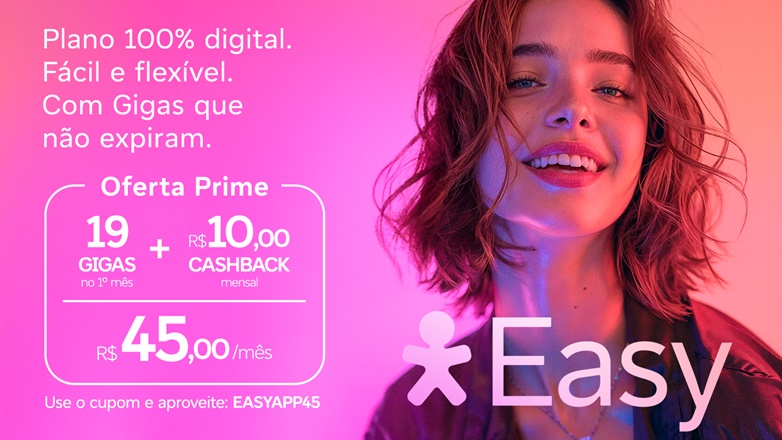 Plano 100% digital.
Fácil e flexível.
Com Gigas que
não expiram.
Oferta Prime
19 + R$10,00
GIGAS CASHBACK
no 1º mês mensal
R$45,00/mês
Use o cupom e aproveite: EASYAPP45
Easy